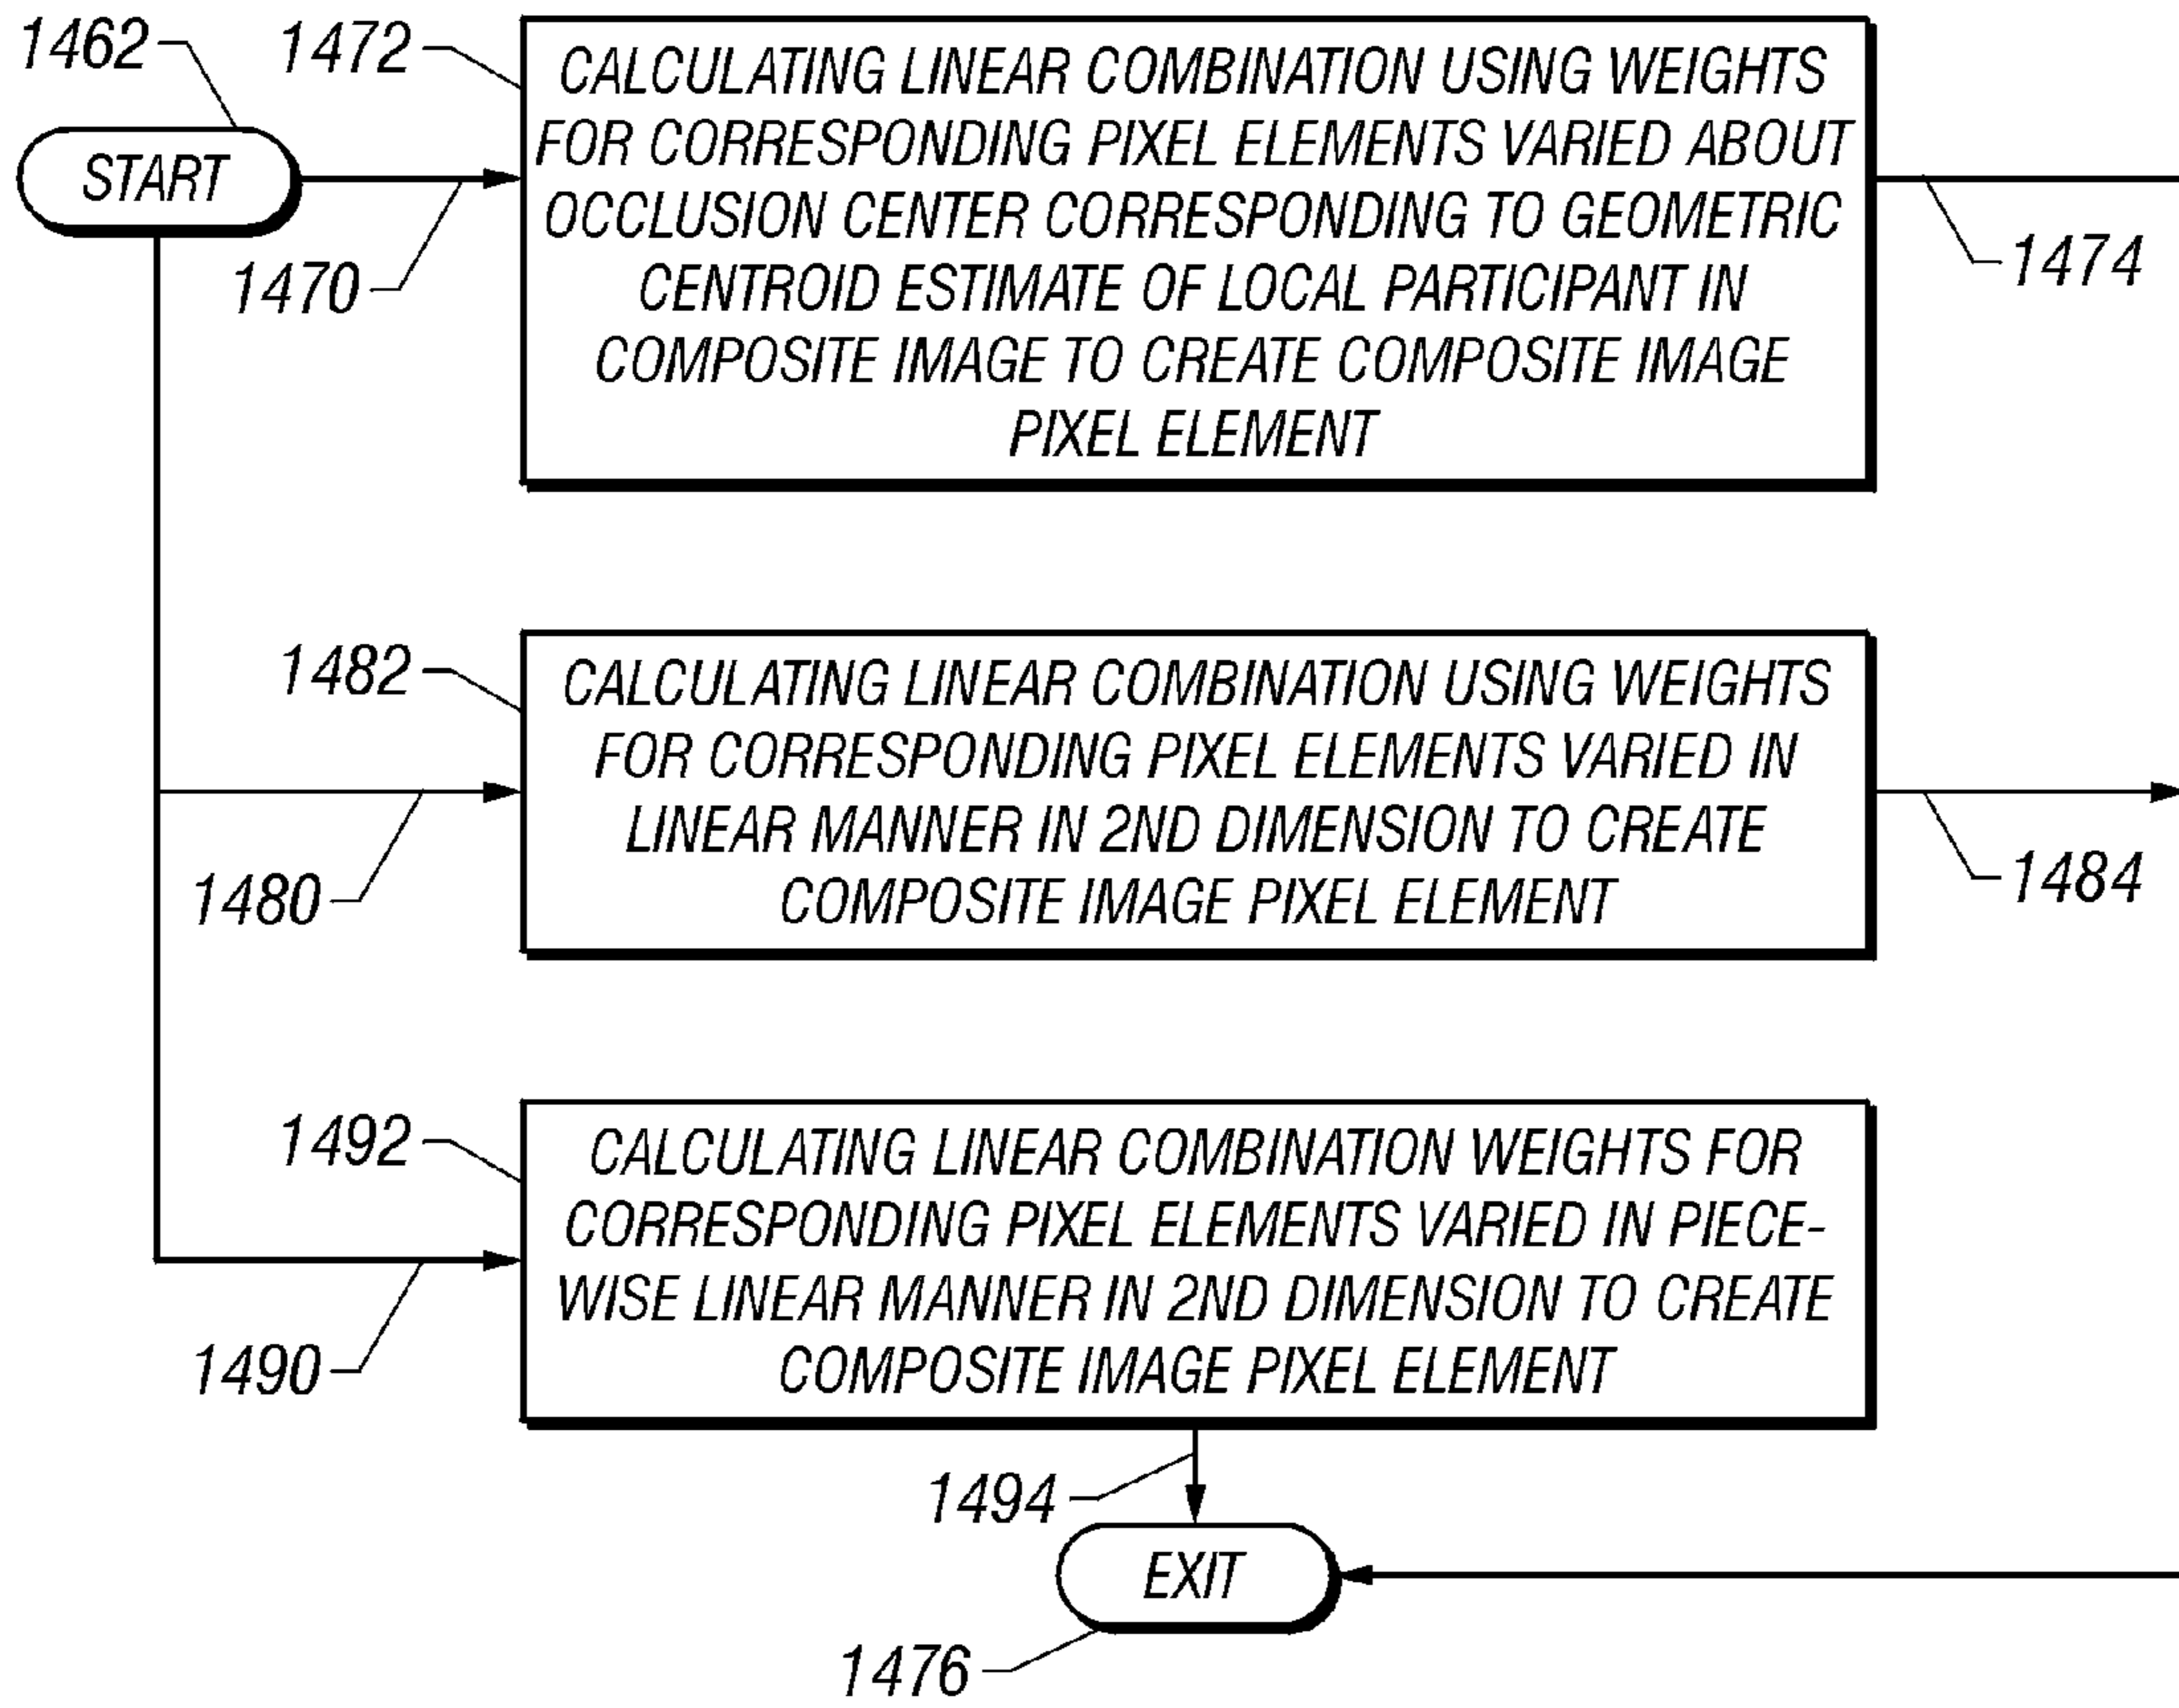 1462
1472
START
1470
CALCULATING LINEAR COMBINATION USING WEIGHTS
FOR CORRESPONDING PIXEL ELEMENTS VARIED ABOUT
OCCLUSION CENTER CORRESPONDING TO GEOMETRIC
CENTROID ESTIMATE OF LOCAL PARTICIPANT IN
COMPOSITE IMAGE TO CREATE COMPOSITE IMAGE
PIXEL ELEMENT
1474
1482
CALCULATING LINEAR COMBINATION USING WEIGHTS
FOR CORRESPONDING PIXEL ELEMENTS VARIED IN
LINEAR MANNER IN 2ND DIMENSION TO CREATE
COMPOSITE IMAGE PIXEL ELEMENT
1480
1484
1492
CALCULATING LINEAR COMBINATION WEIGHTS FOR
CORRESPONDING PIXEL ELEMENTS VARIED IN PIECE-
WISE LINEAR MANNER IN 2ND DIMENSION TO CREATE
COMPOSITE IMAGE PIXEL ELEMENT
1490
1494
EXIT
1476